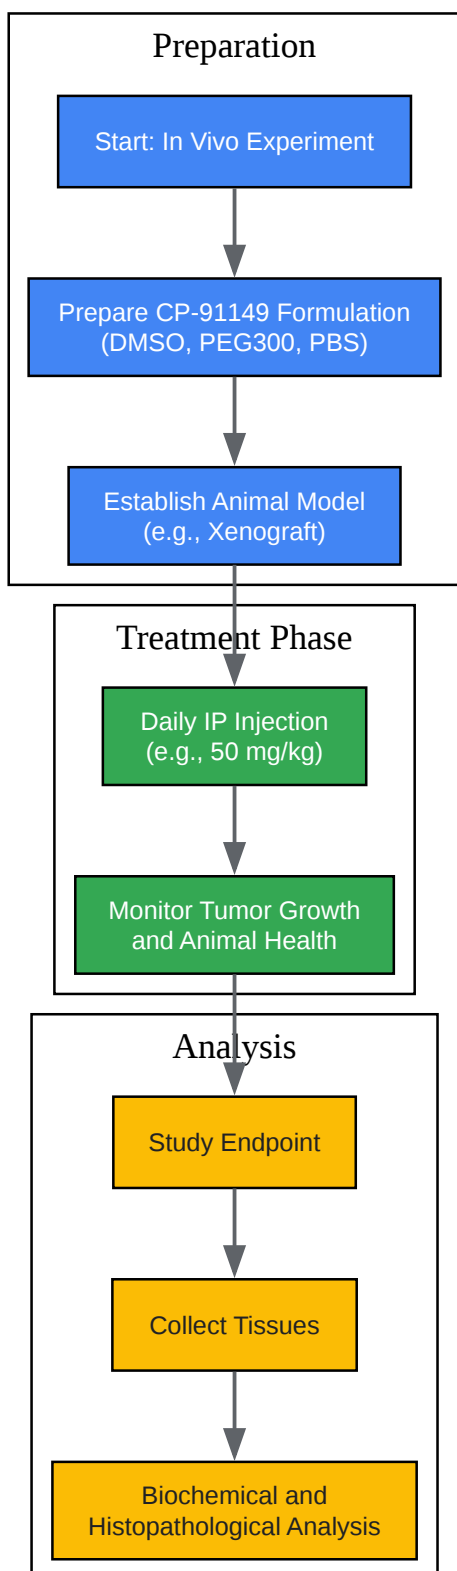 Preparation
Start: In Vivo Experiment
Prepare CP-91149 Formulation
(DMSO, PEG300, PBS)
Establish Animal Model
(e.g., Xenograft)
Treatment Phase
Daily IP Injection
(e.g., 50 mg/kg)
Monitor Tumor Growth
and Animal Health
Analysis
Study Endpoint
Collect Tissues
Biochemical and
Histopathological Analysis